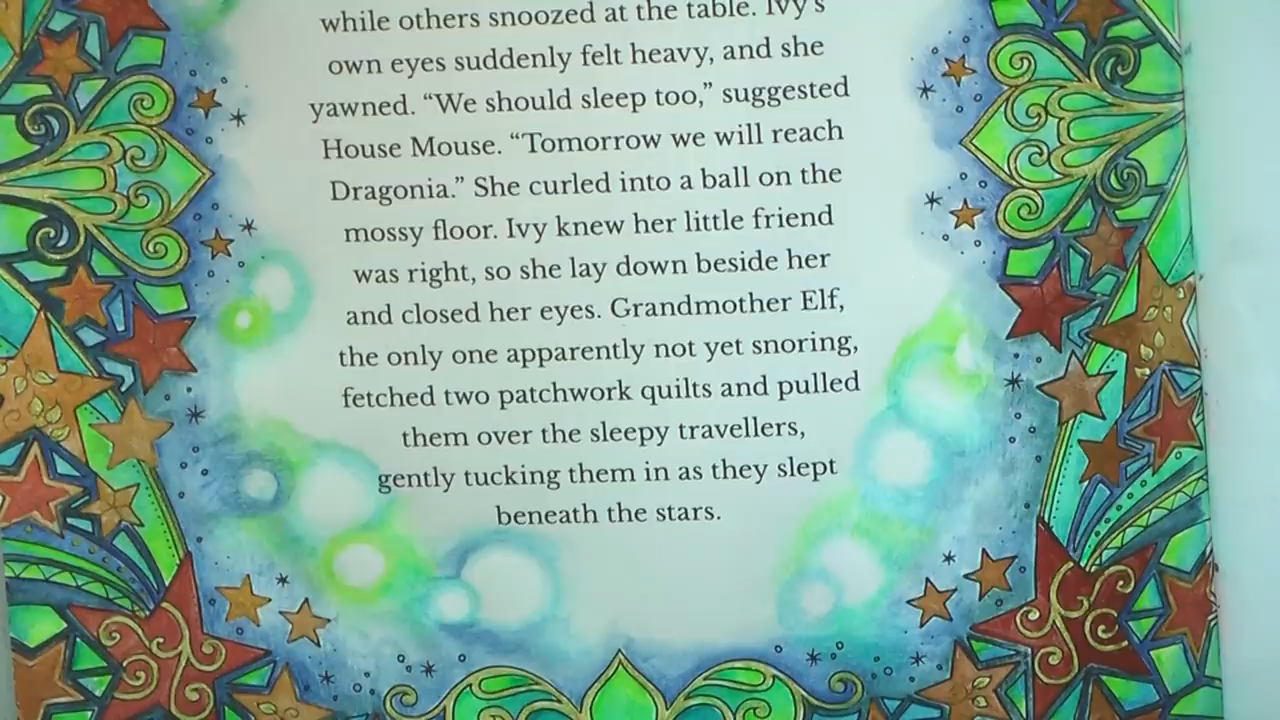 while others snoozed at the table. Ivy's
own eyes suddenly felt heavy, and she
yawned. “We should sleep too,” suggested
House Mouse. “Tomorrow we will reach
Dragonia.” She curled into a ball on the
mossy floor. Ivy knew her little friend
was right, so she lay down beside her
and closed her eyes. Grandmother Elf,
the only one apparently not yet snoring,
fetched two patchwork quilts and pulled
them over the sleepy travellers,
gently tucking them in as they slept
beneath the stars.